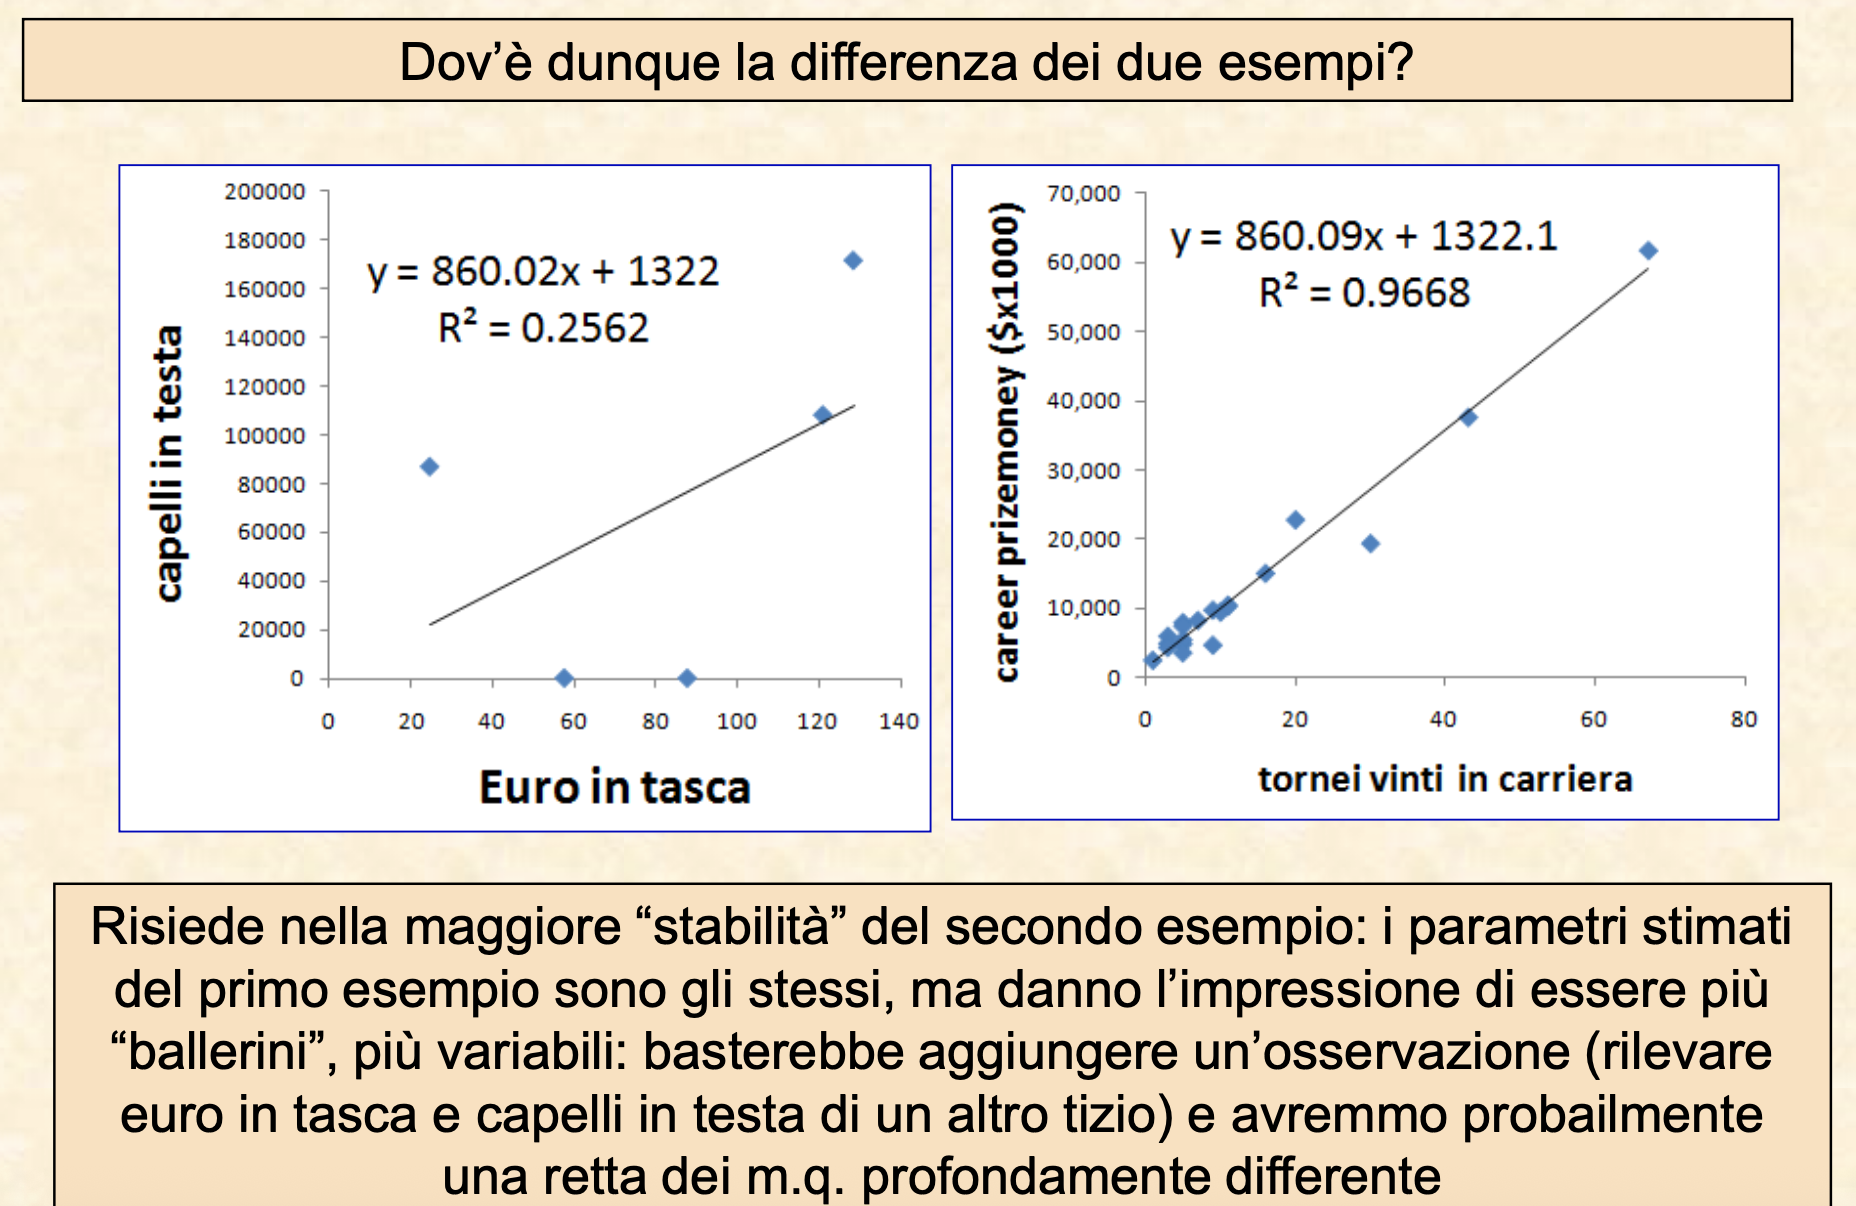 Dov’è dunque la differenza dei due esempi?
200000
180000
160000
140000
120000
100000
80000
60000
40000
20000
0
capelli in testa
y = 860.02x + 1322
R² = 0.2562
0 20 40 60 80 100 120 140
Euro in tasca
70,000
60,000
50,000
40,000
30,000
20,000
10,000
0
career prizemoney ($x1000)
y = 860.09x + 1322.1
R² = 0.9668
0 20 40 60 80
tornei vinti in carriera
Risiede nella maggiore “stabilità” del secondo esempio: i parametri stimati
del primo esempio sono gli stessi, ma danno l’impressione di essere più
“ballerini”, più variabili: basterebbe aggiungere un’osservazione (rilevare
euro in tasca e capelli in testa di un altro tizio) e avremmo probailmente
una retta dei m.q. profondamente differente